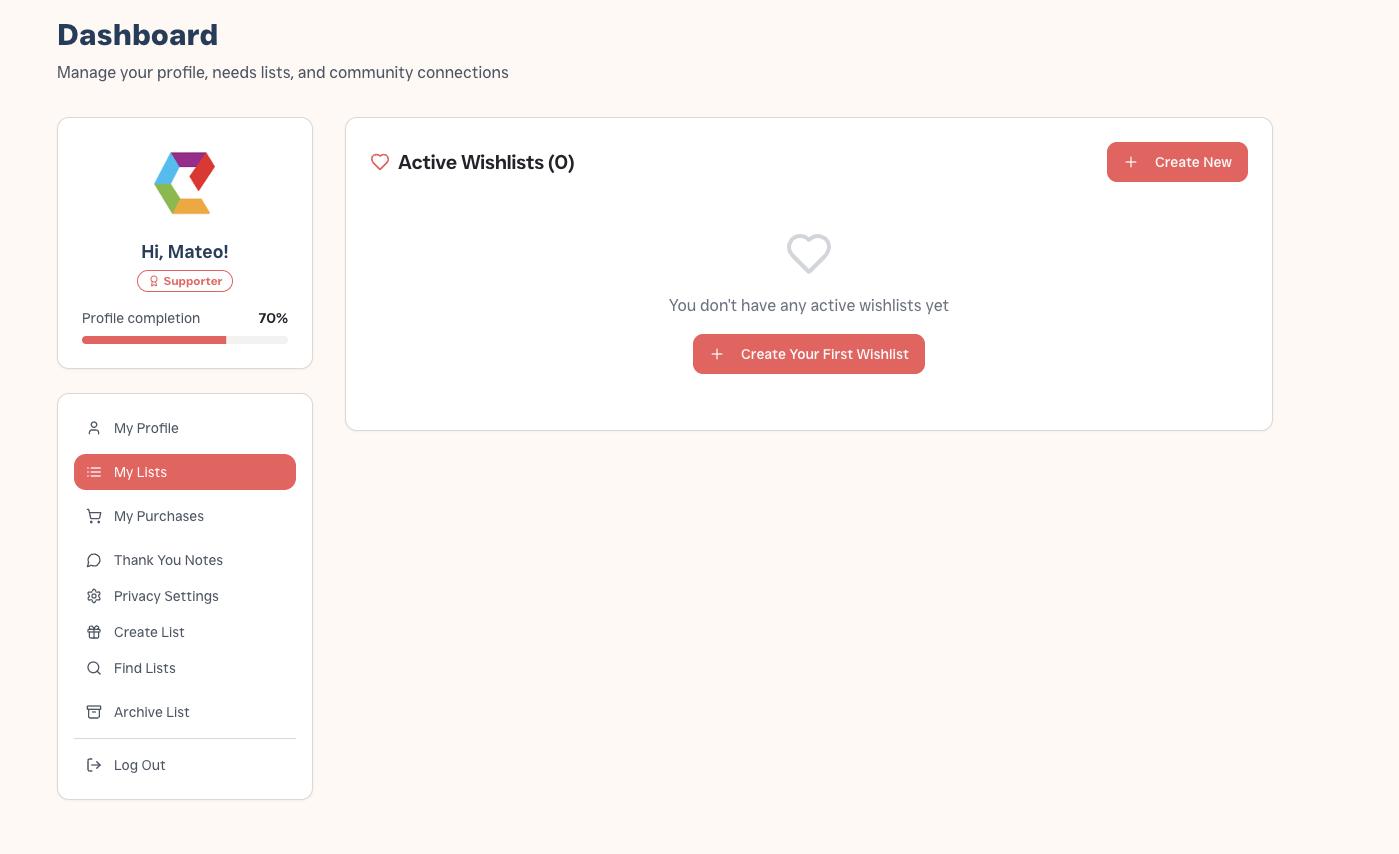 Dashboard
Manage your profile, needs lists, and community connections
Hi, Mateo!
Supporter
Profile completion 70%
My Profile
My Lists
My Purchases
Thank You Notes
Privacy Settings
Create List
Find Lists
Archive List
Log Out
Active Wishlists (0)
Create New
You don't have any active wishlists yet
Create Your First Wishlist